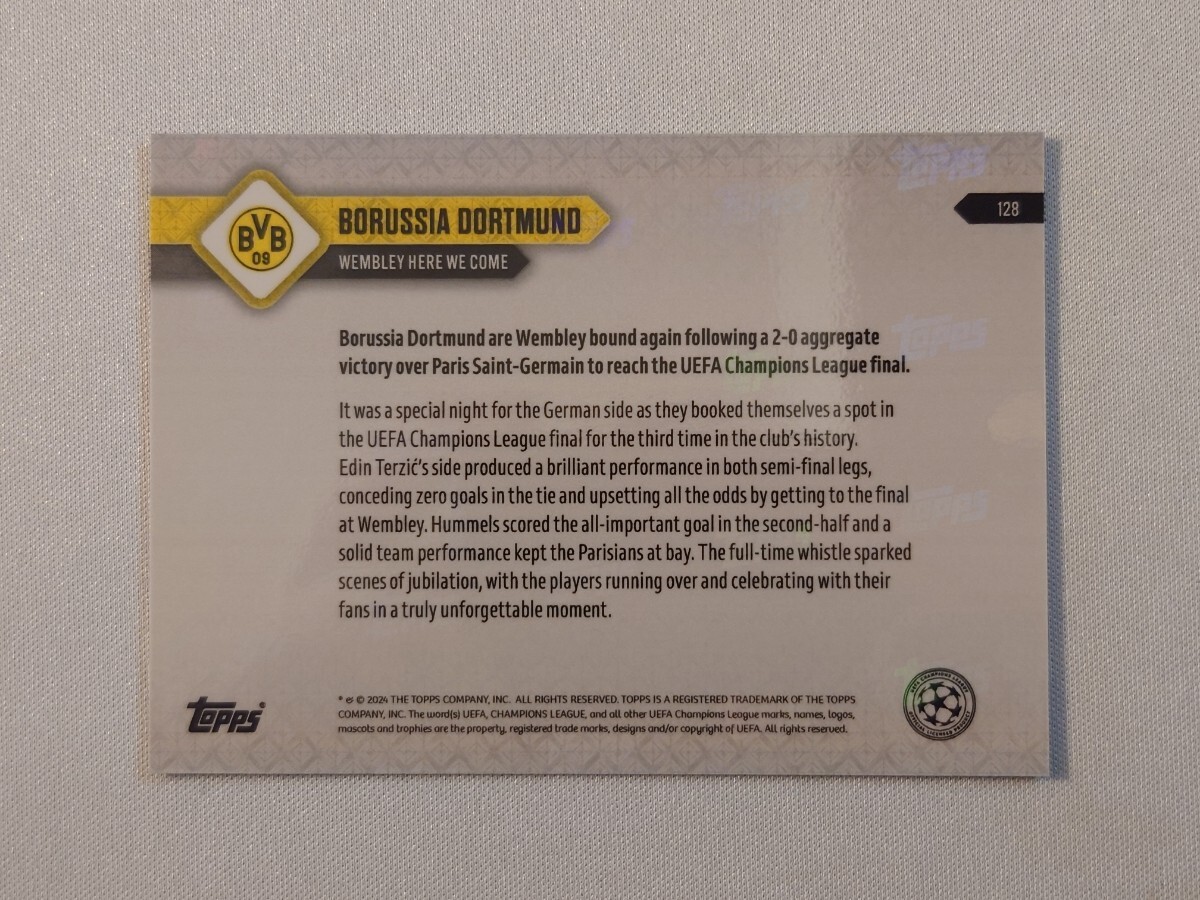 Topps
128
BVB
09
BORUSSIA DORTMUND
WEMBLEY HERE WE COME
Borussia Dortmund are Wembley bound again following a 2-0 aggregate
victory over Paris Saint-Germain to reach the UEFA Champions League final.
It was a special night for the German side as they booked themselves a spot in
the UEFA Champions League final for the third time in the club's history.
Edin Terzić's side produced a brilliant performance in both semi-final legs,
conceding zero goals in the tie and upsetting all the odds by getting to the final
at Wembley. Hummels scored the all-important goal in the second-half and a
solid team performance kept the Parisians at bay. The full-time whistle sparked
scenes of jubilation, with the players running over and celebrating with their
fans in a truly unforgettable moment.
Topps
Topps
topps
* & © 2024 THE TOPPS COMPANY, INC. ALL RIGHTS RESERVED. TOPPS IS A REGISTERED TRADEMARK OF THE TOPPS
COMPANY, INC. The word(s) UEFA, CHAMPIONS LEAGUE, and all other UEFA Champions League marks, names, logos,
mascots and trophies are the property, registered trade marks, designs and/or copyright of UEFA. All rights reserved.
UEFA CHAMPIONS LEAGUE
OFFICIAL LICENSED PRODUCT